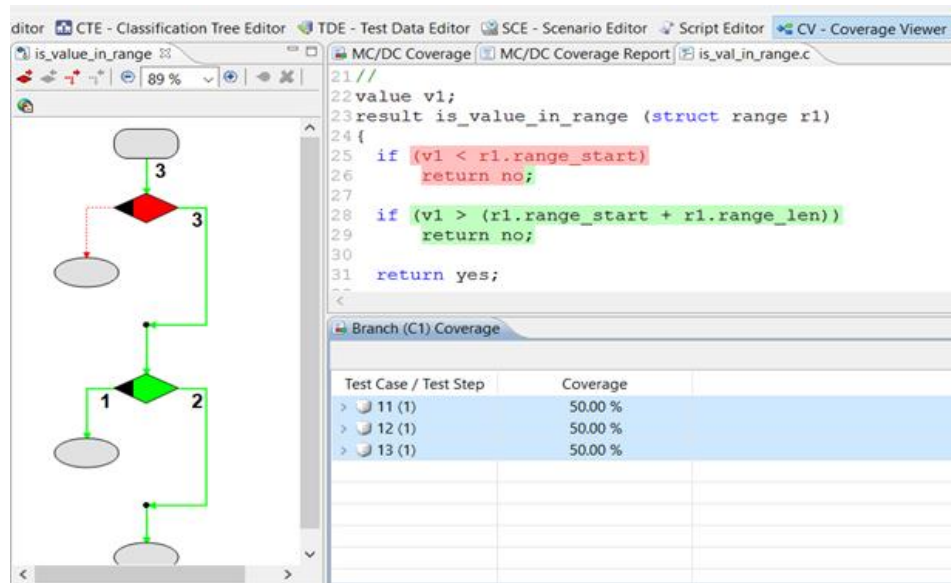 ditor CTE - Classification Tree Editor TDE - Test Data Editor SCE - Scenario Editor Script Editor CV - Coverage Viewer
is_value_in_range MC/DC Coverage MC/DC Coverage Report is_val_in_range.c
89 %
21 //
22 value v1;
23 result is_value_in_range (struct range r1)
24 {
25 if (v1 < r1.range_start)
26 return no;
27
28 if (v1 > (r1.range_start + r1.range_len))
29 return no;
30
31 return yes;
3
3
1 2
Branch (C1) Coverage
Test Case / Test Step Coverage
11 (1) 50.00 %
12 (1) 50.00 %
13 (1) 50.00 %